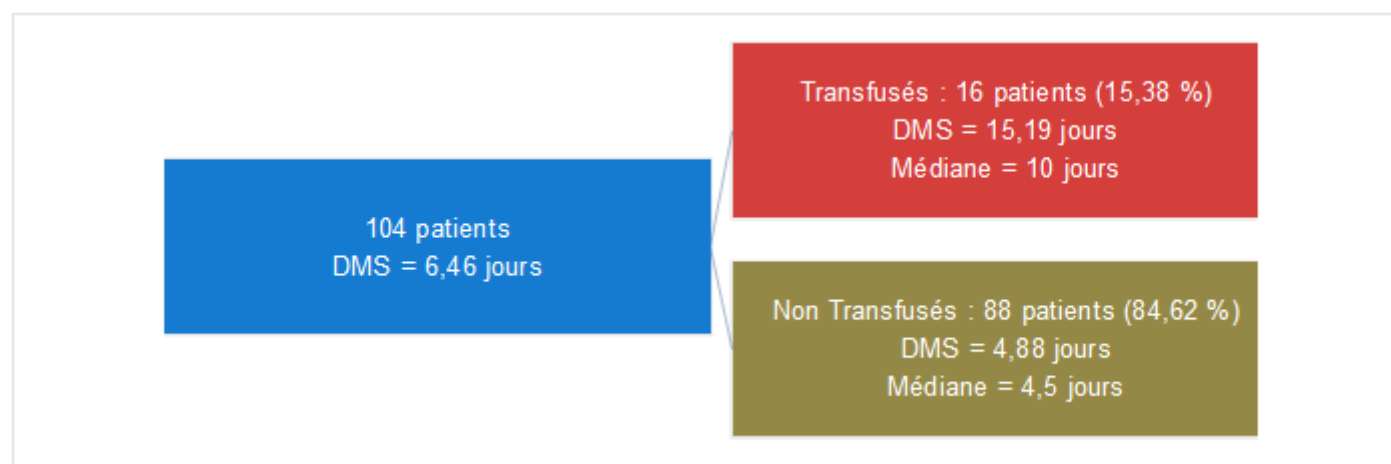 104 patients
DMS = 6,46 jours
Transfusés : 16 patients (15,38 %)
DMS = 15,19 jours
Médiane = 10 jours
Non Transfusés : 88 patients (84,62 %)
DMS = 4,88 jours
Médiane = 4,5 jours